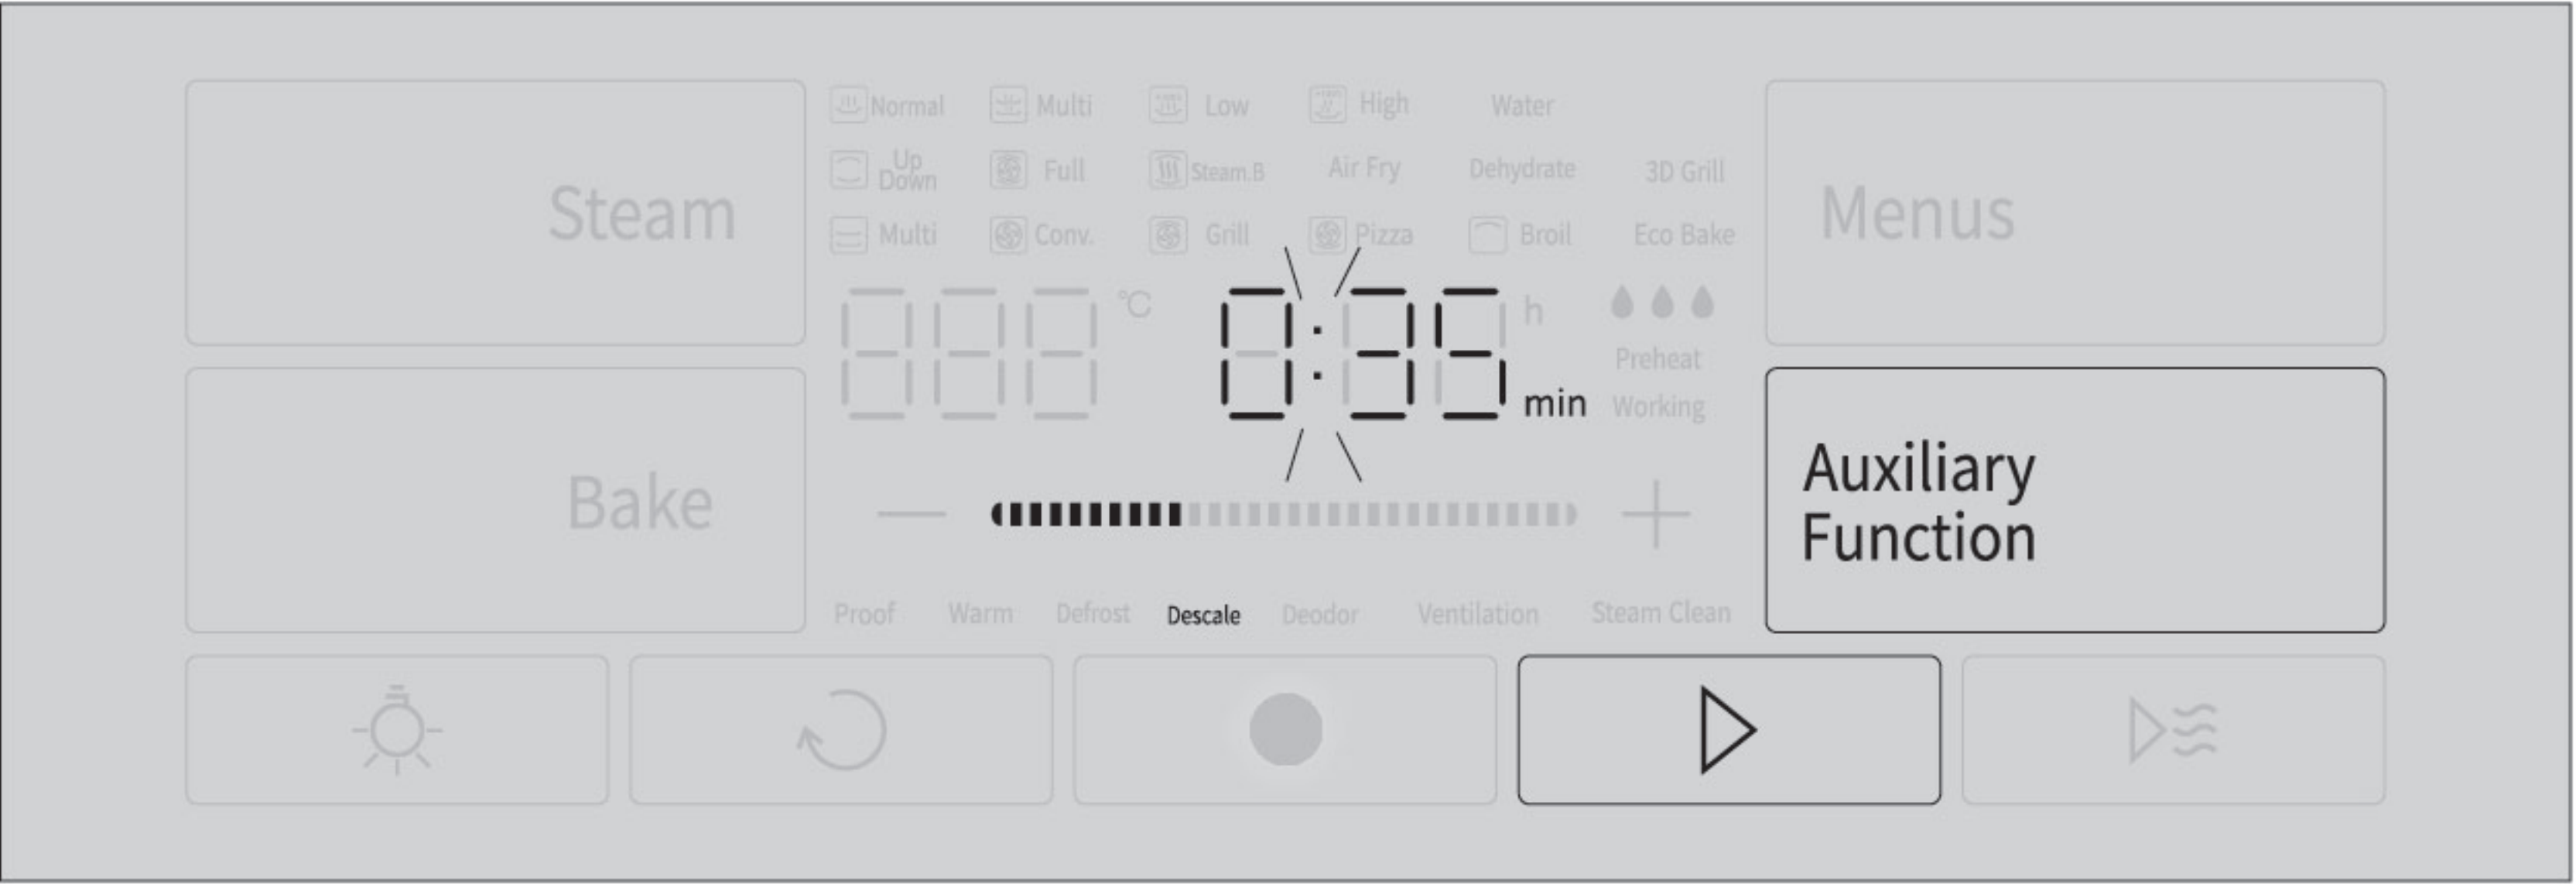 Steam
Normal Multi Low High Water
Up Down Full Steam.B Air Fry Dehydrate 3D Grill
Multi Conv. Grill Pizza Broil Eco Bake
Menus
888 °C 0:35 h min
Preheat
Working
Bake
Auxiliary
Function
Proof Warm Defrost Descale Deodor Ventilation Steam Clean